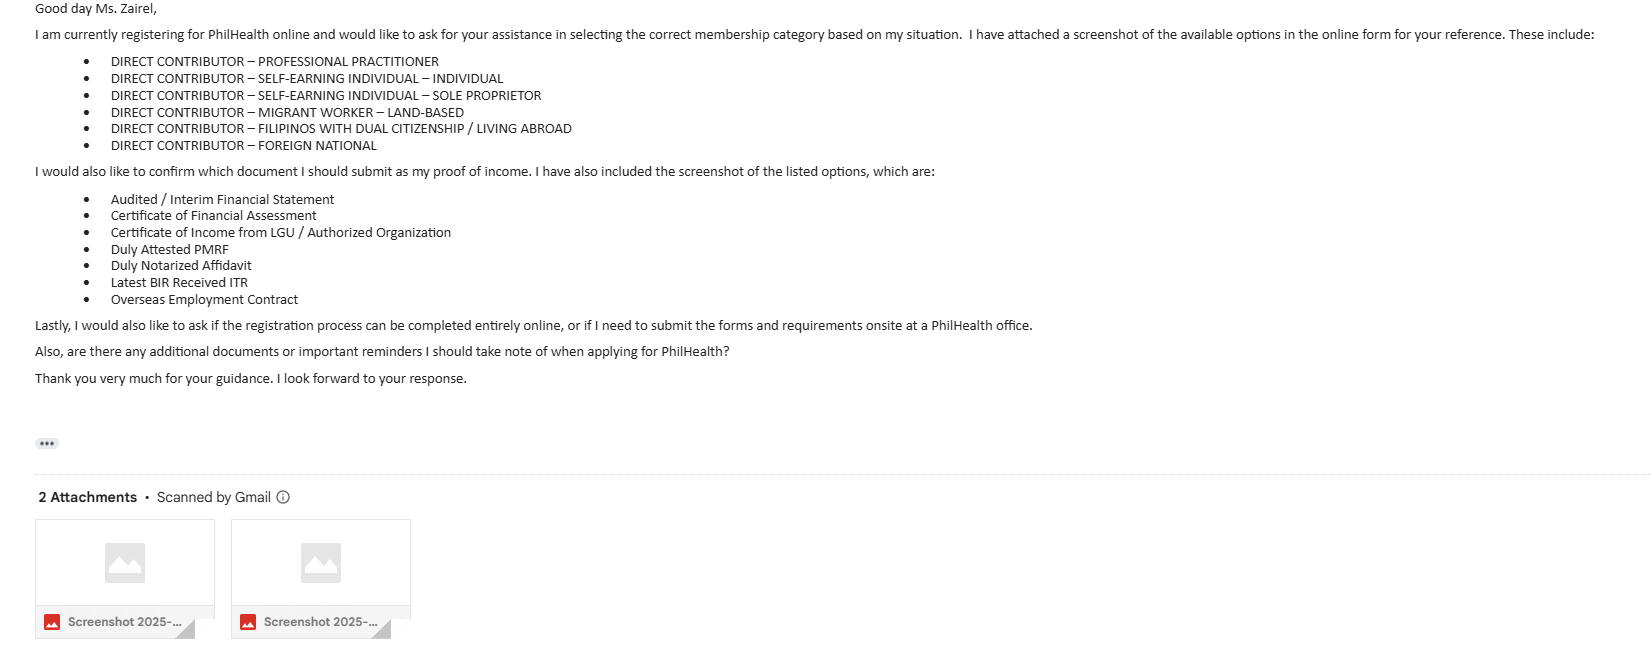 Good day Ms. Zairel,
I am currently registering for PhilHealth online and would like to ask for your assistance in selecting the correct membership category based on my situation.  I have attached a screenshot of the available options in the online form for your reference. These include:
• DIRECT CONTRIBUTOR – PROFESSIONAL PRACTITIONER
• DIRECT CONTRIBUTOR – SELF-EARNING INDIVIDUAL – INDIVIDUAL
• DIRECT CONTRIBUTOR – SELF-EARNING INDIVIDUAL – SOLE PROPRIETOR
• DIRECT CONTRIBUTOR – MIGRANT WORKER – LAND-BASED
• DIRECT CONTRIBUTOR – FILIPINOS WITH DUAL CITIZENSHIP / LIVING ABROAD
• DIRECT CONTRIBUTOR – FOREIGN NATIONAL
I would also like to confirm which document I should submit as my proof of income. I have also included the screenshot of the listed options, which are:
• Audited / Interim Financial Statement
• Certificate of Financial Assessment
• Certificate of Income from LGU / Authorized Organization
• Duly Attested PMRF
• Duly Notarized Affidavit
• Latest BIR Received ITR
• Overseas Employment Contract
Lastly, I would also like to ask if the registration process can be completed entirely online, or if I need to submit the forms and requirements onsite at a PhilHealth office.
Also, are there any additional documents or important reminders I should take note of when applying for PhilHealth?
Thank you very much for your guidance. I look forward to your response.
2 Attachments • Scanned by Gmail
Screenshot 2025-... Screenshot 2025-...